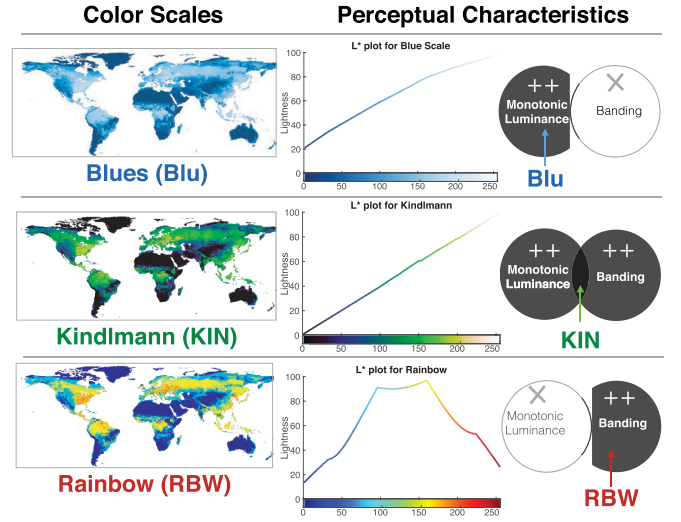 Color Scales
Perceptual Characteristics
Blues (Blu)
L* plot for Blue Scale
Lightness
100
80
60
40
20
0
0
50
100
150
200
250
++
Monotonic
Luminance
Banding
Blu
Kindlmann (KIN)
L* plot for Kindlmann
Lightness
100
80
60
40
20
0
0
50
100
150
200
250
++
Monotonic
Luminance
++
Banding
KIN
Rainbow (RBW)
L* plot for Rainbow
Lightness
100
80
60
240
20
0
0
50
100
150
200
250
Monotonic
Luminance
++
Banding
RBW